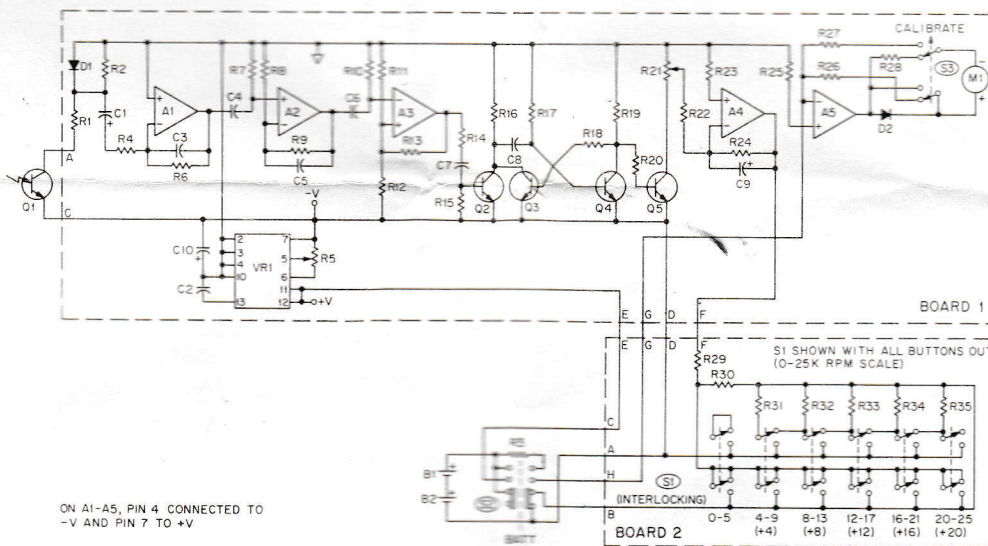 CALIBRATE
R27
R26
R28
S3
M1
D1
R2
C1
R1
R4
A1
C3
R6
C4
R7
R8
A2
R9
C5
C6
R10
R11
A3
R13
R12
R14
C7
R15
R16
R17
C8
R18
R19
R20
Q2
Q3
Q4
Q5
R21
R22
R23
A4
R24
C9
R25
A5
D2
A
C
Q1
-V
C10
C2
2
3
4
10
13
VR1
7
5
6
11
12
R5
+V
BOARD 1
E G D F
E G D F
R29
S1 SHOWN WITH ALL BUTTONS OUT
(0-25K RPM SCALE)
R30
R31 R32 R33 R34 R35
C
A
H
B
B1
B2
BATT
S1
(INTERLOCKING)
0-5 4-9 8-13 12-17 16-21 20-25
(+4) (+8) (+12) (+16) (+20)
BOARD 2
ON A1-A5, PIN 4 CONNECTED TO
-V AND PIN 7 TO +V